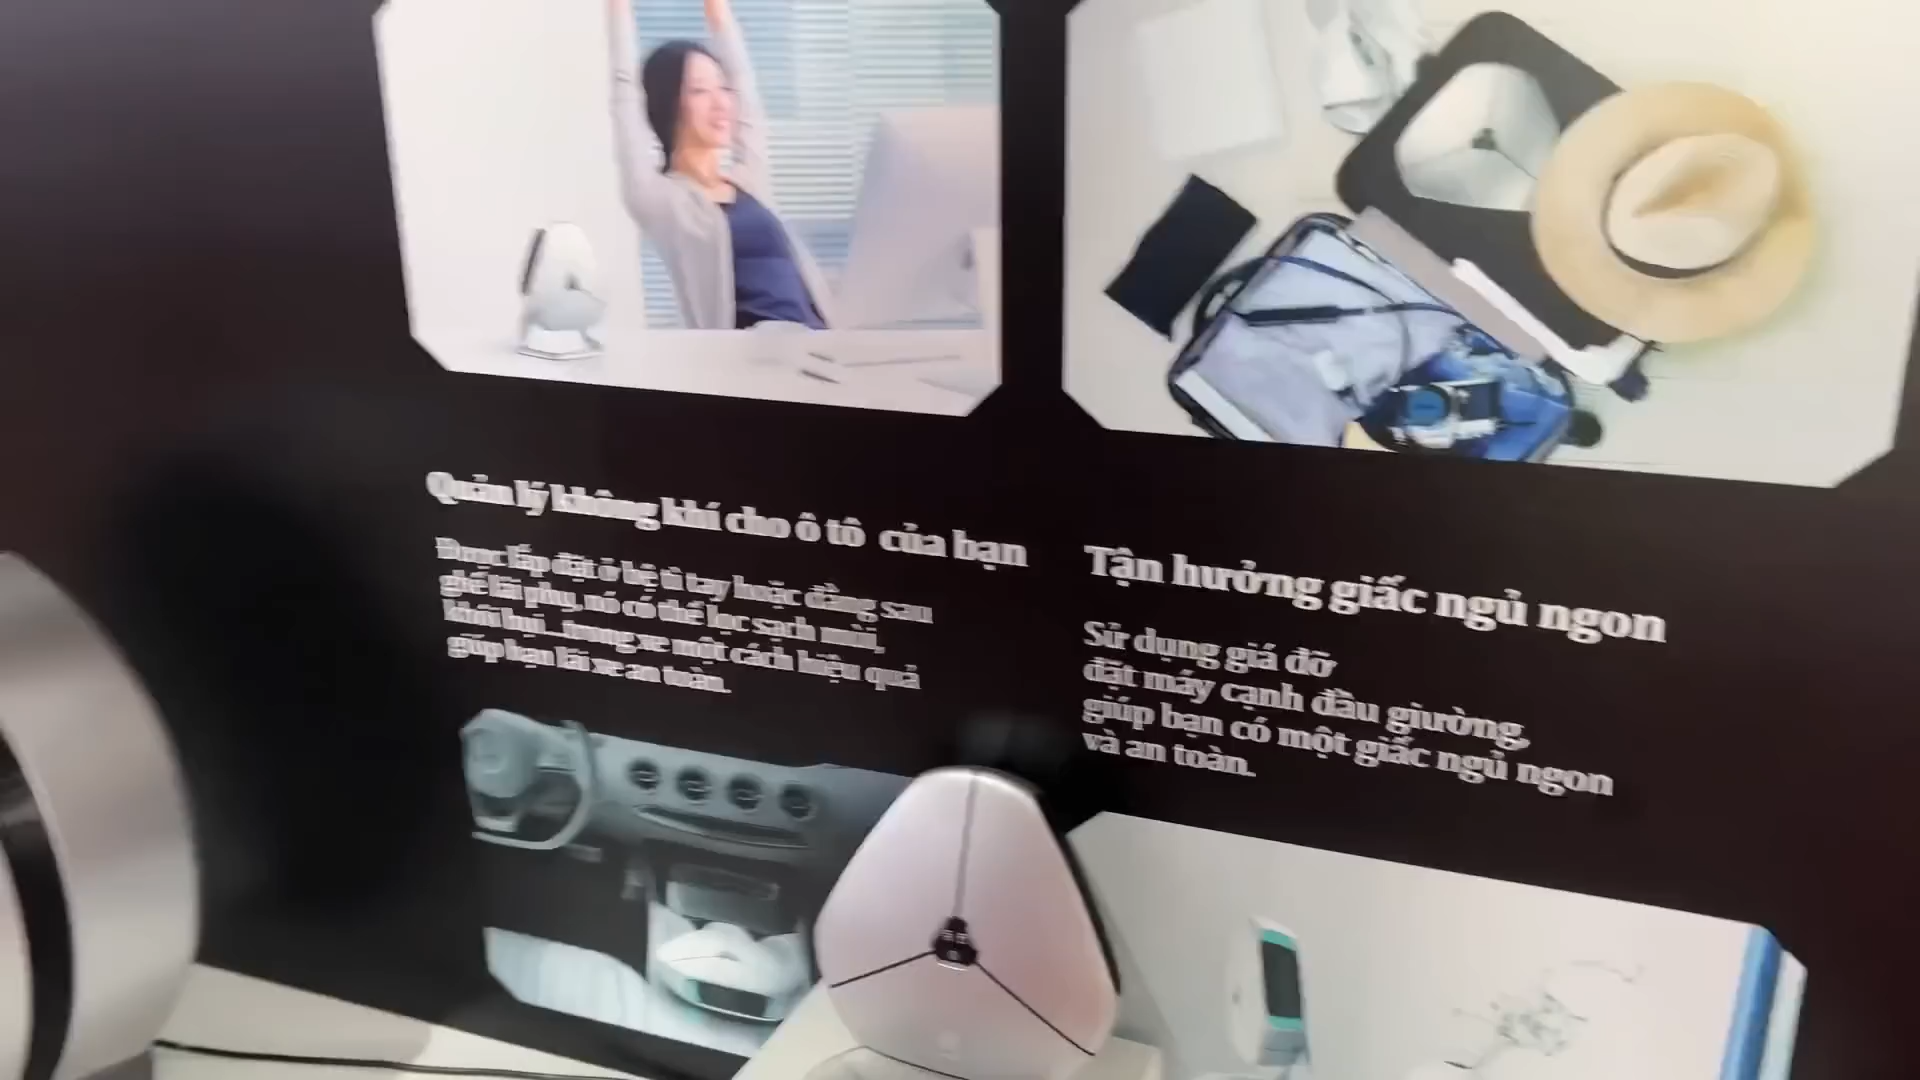 Quản lý không khí cho ô tô của bạn
Được lắp đặt ở bệ tì tay hoặc đằng sau
ghế lái phụ, nó có thể lọc sạch mùi,
khói bụi...trong xe một cách hiệu quả
giúp bạn lái xe an toàn.
Tận hưởng giấc ngủ ngon
Sử dụng giá đỡ
đặt máy cạnh đầu giường,
giúp bạn có một giấc ngủ ngon
và an toàn.